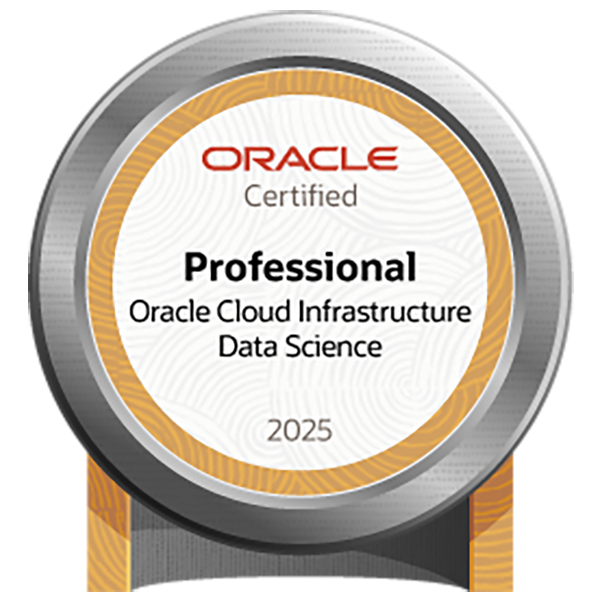 ORACLE
Certified
Professional
Oracle Cloud Infrastructure
Data Science
2025